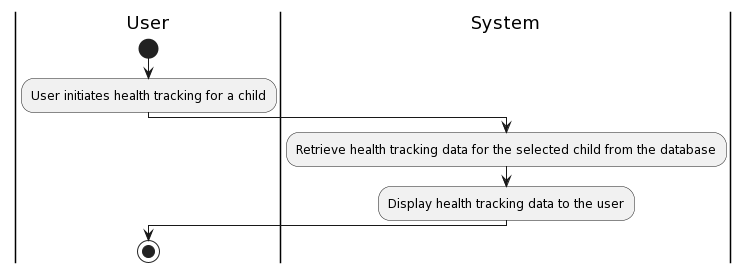 User
System
User initiates health tracking for a child
Retrieve health tracking data for the selected child from the database
Display health tracking data to the user